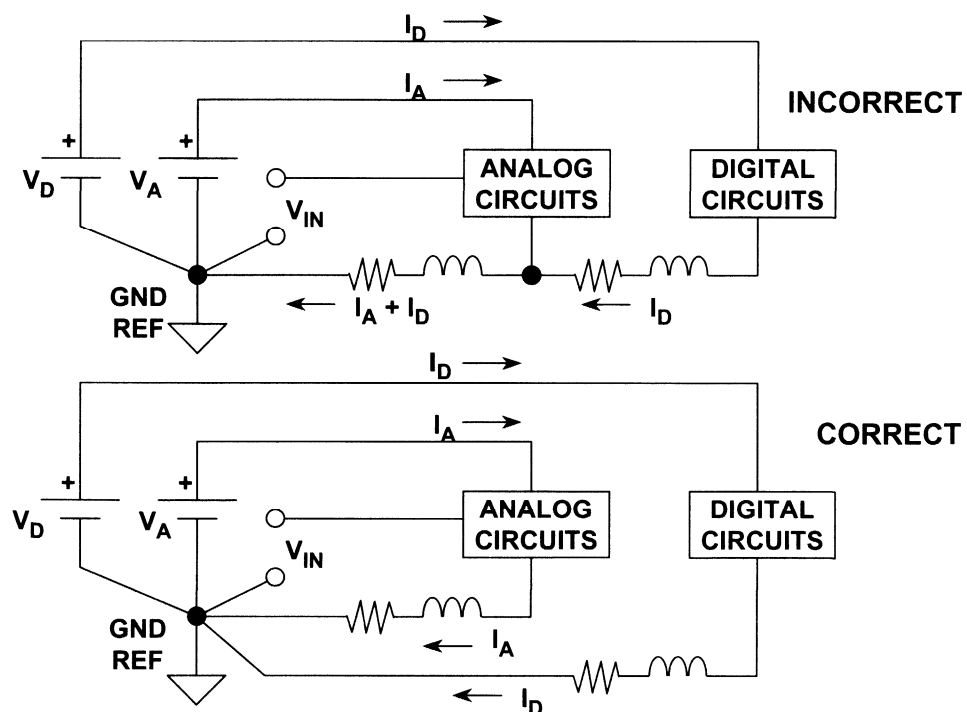 I_D
I_A
INCORRECT
+
+
V_D
V_A
V_IN
ANALOG
CIRCUITS
DIGITAL
CIRCUITS
GND
REF
I_A + I_D
I_D
I_D
I_A
CORRECT
+
+
V_D
V_A
V_IN
ANALOG
CIRCUITS
DIGITAL
CIRCUITS
GND
REF
I_A
I_D